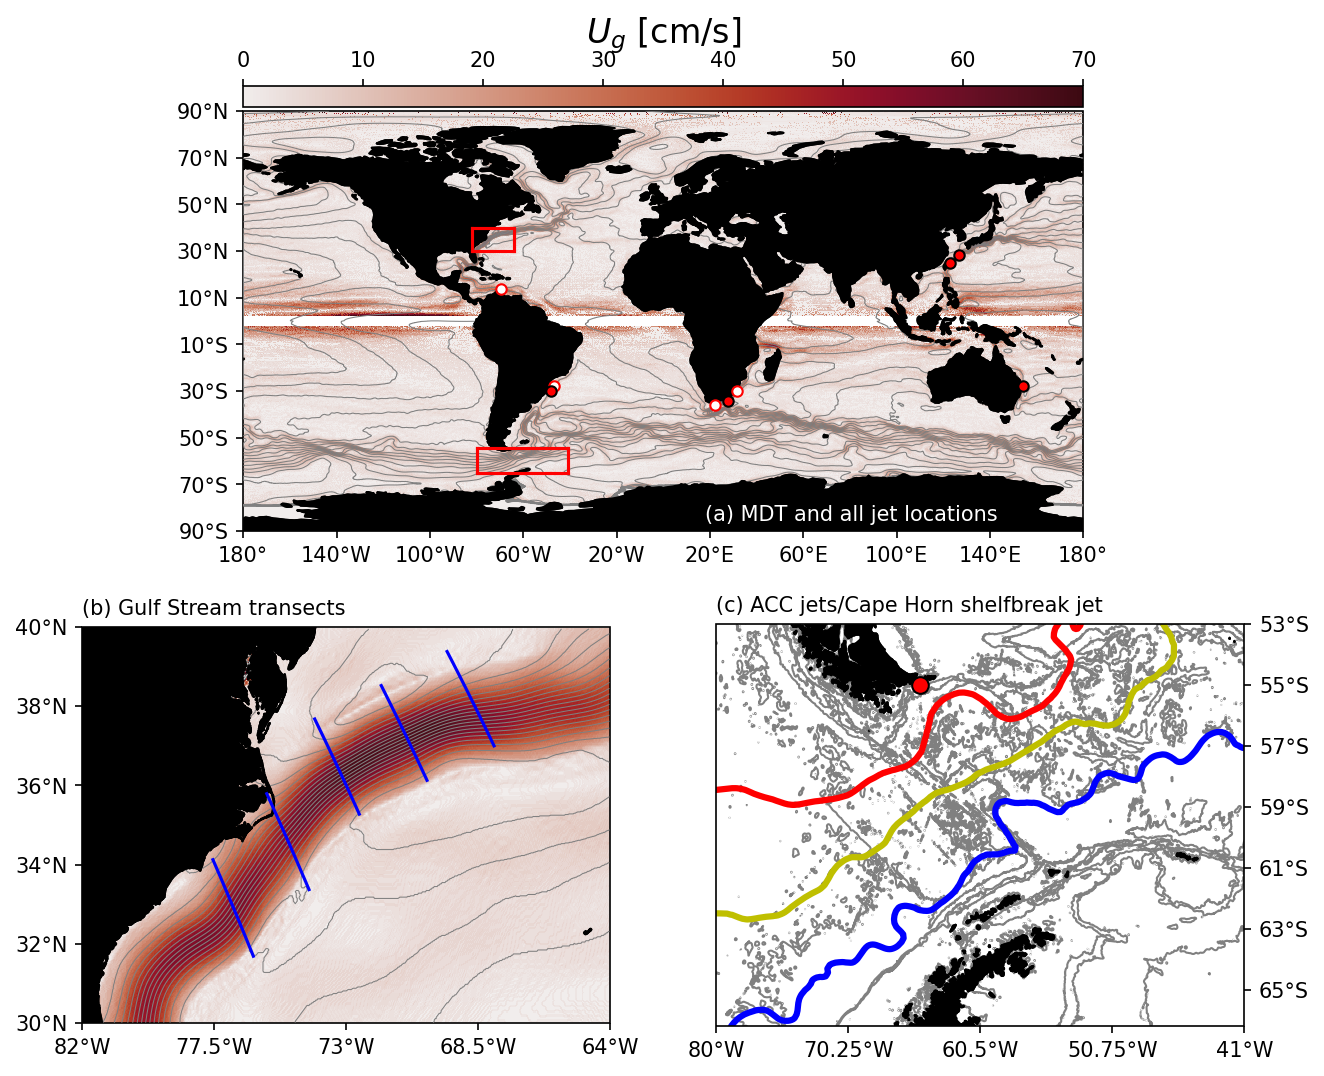 U_g [cm/s]
0 10 20 30 40 50 60 70
90°N
70°N
50°N
30°N
10°N
10°S
30°S
50°S
70°S
90°S
(a) MDT and all jet locations
180° 140°W 100°W 60°W 20°W 20°E 60°E 100°E 140°E 180°
(b) Gulf Stream transects
40°N
38°N
36°N
34°N
32°N
30°N
82°W 77.5°W 73°W 68.5°W 64°W
(c) ACC jets/Cape Horn shelfbreak jet
53°S
55°S
57°S
59°S
61°S
63°S
65°S
80°W 70.25°W 60.5°W 50.75°W 41°W